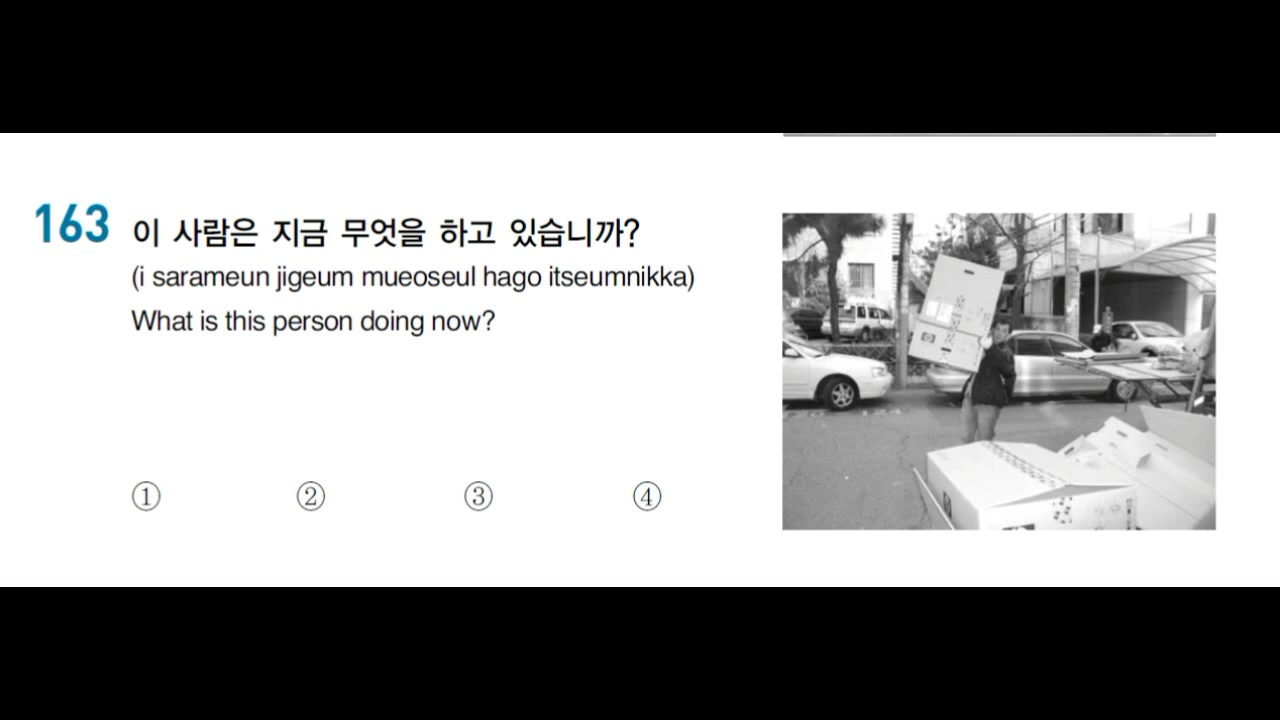 163 이 사람은 지금 무엇을 하고 있습니까?
(i sarameun jigeum mueoseul hago itseumnikka)
What is this person doing now?
① ② ③ ④